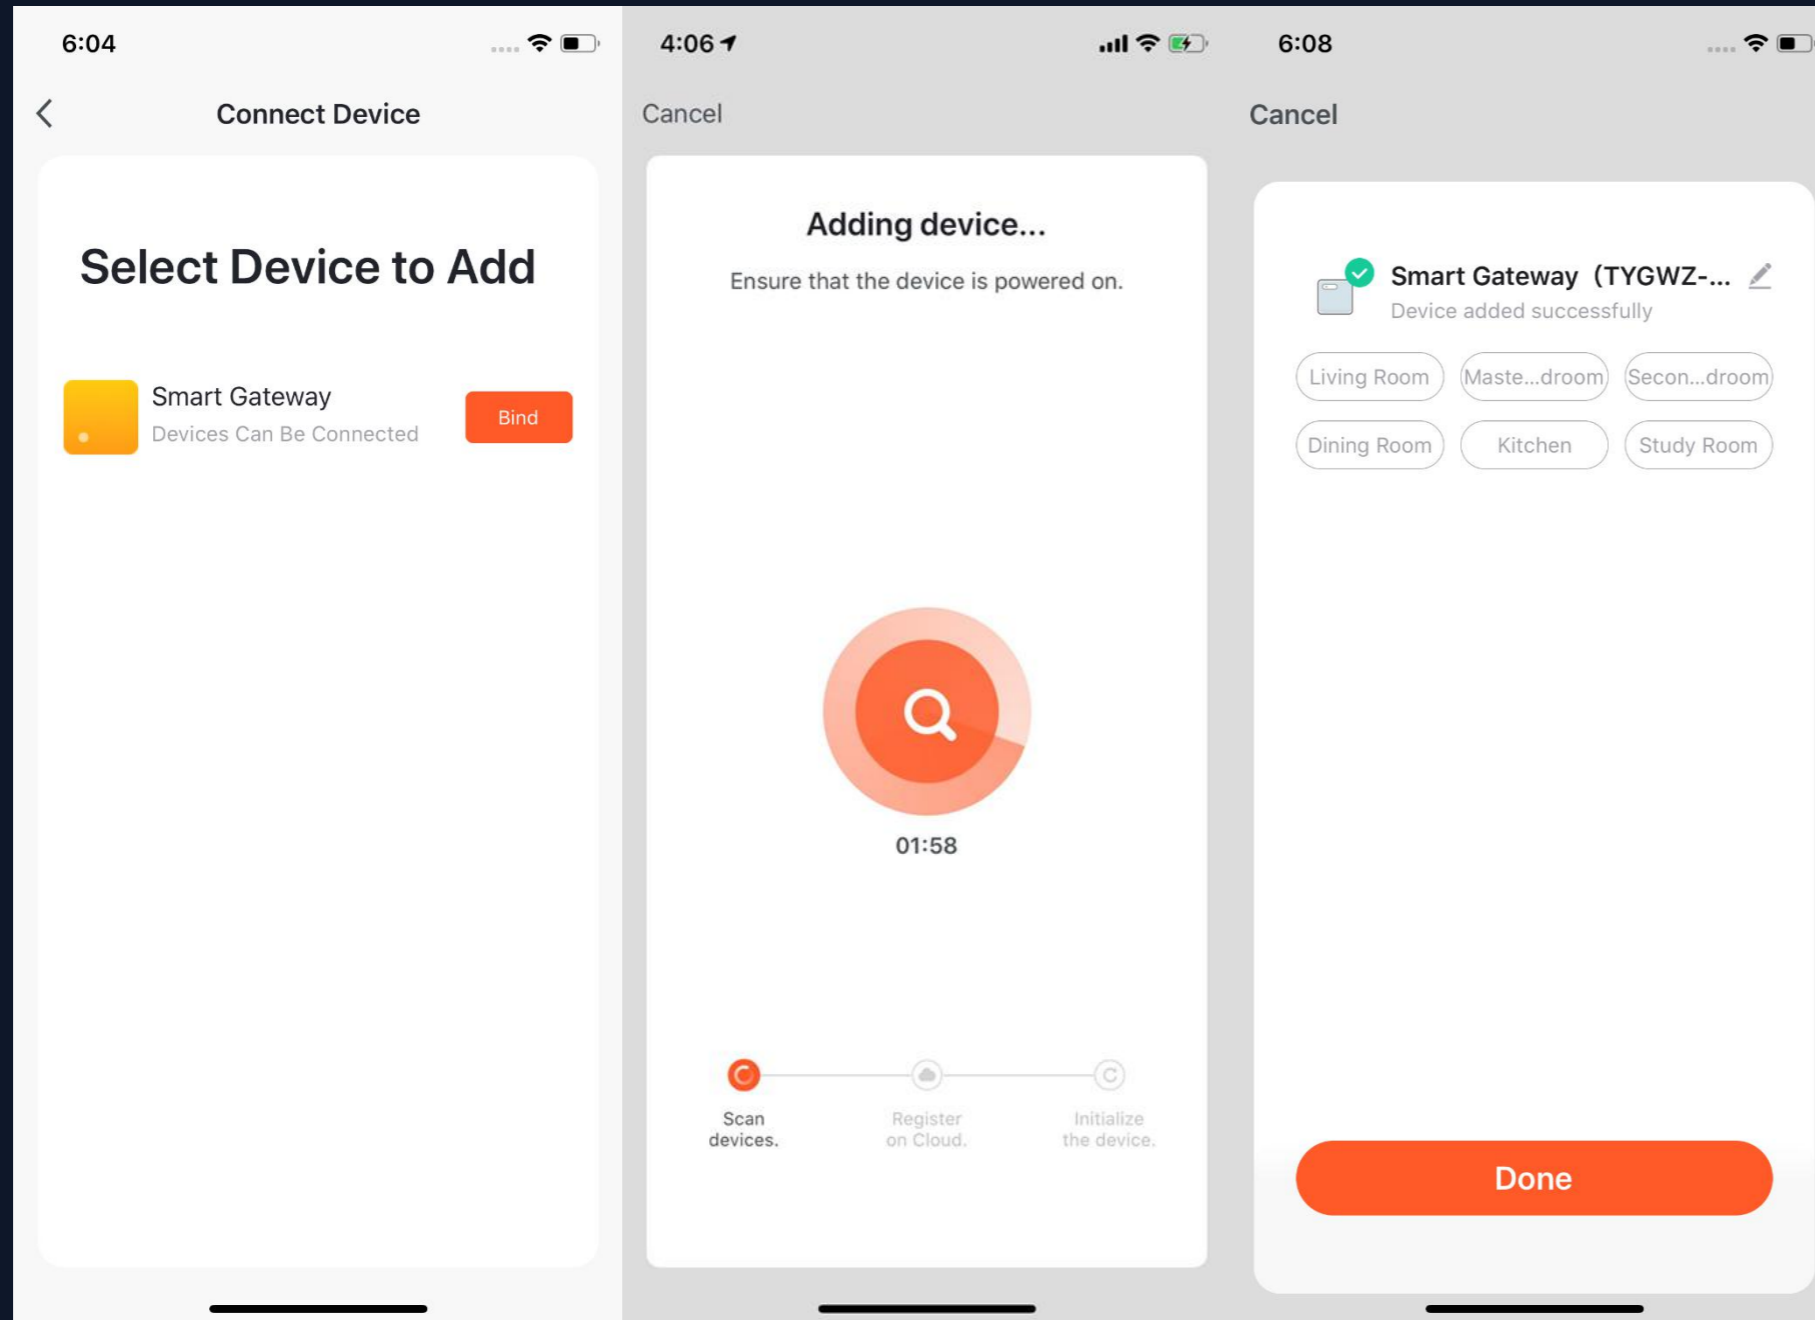 6:04
Connect Device
Select Device to Add
Smart Gateway
Devices Can Be Connected
Bind
4:06
Cancel
Adding device...
Ensure that the device is powered on.
01:58
Scan
devices.
Register
on Cloud.
Initialize
the device.
6:08
Cancel
Smart Gateway（TYGWZ-...
Device added successfully
Living Room
Maste...droom
Secon...droom
Dining Room
Kitchen
Study Room
Done